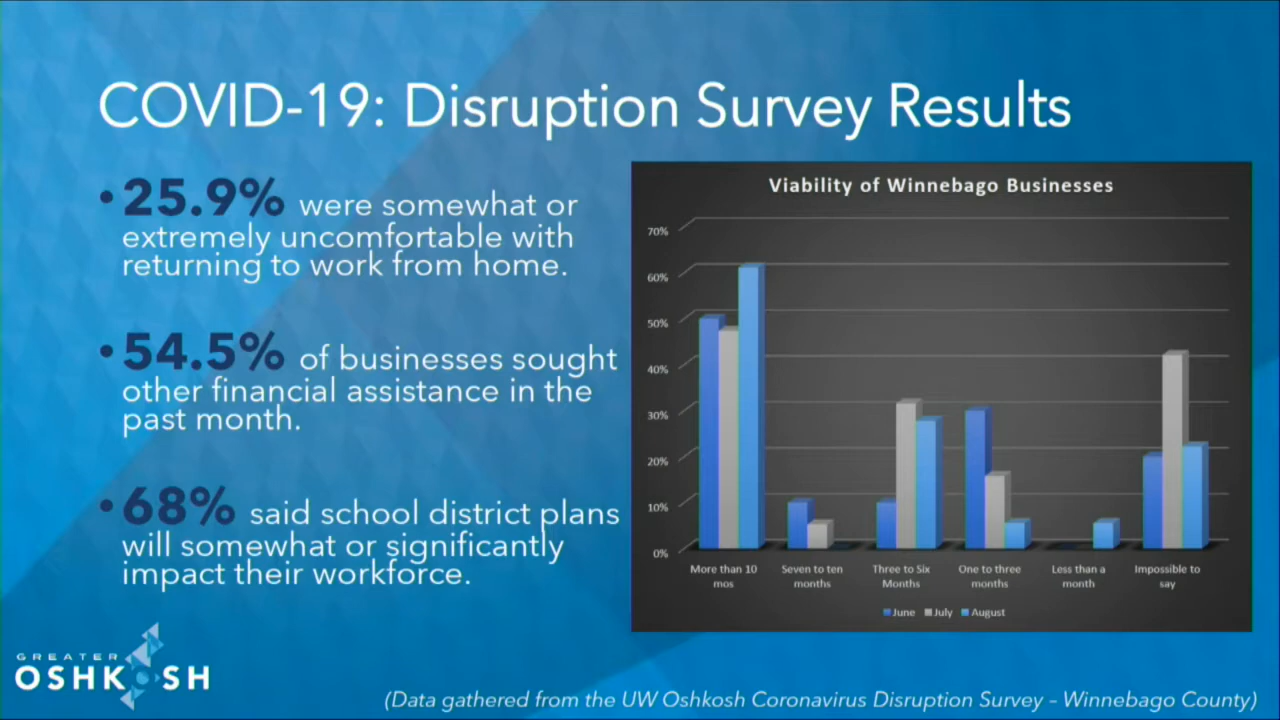 COVID-19: Disruption Survey Results
• 25.9% were somewhat or
extremely uncomfortable with
returning to work from home.
• 54.5% of businesses sought
other financial assistance in the
past month.
• 68% said school district plans
will somewhat or significantly
impact their workforce.
Viability of Winnebago Businesses
70%
60%
50%
40%
30%
20%
10%
0%
More than 10
mos
Seven to ten
months
Three to Six
Months
One to three
months
Less than a
month
Impossible to
say
June July August
GREATER
OSHKOSH
(Data gathered from the UW Oshkosh Coronavirus Disruption Survey – Winnebago County)